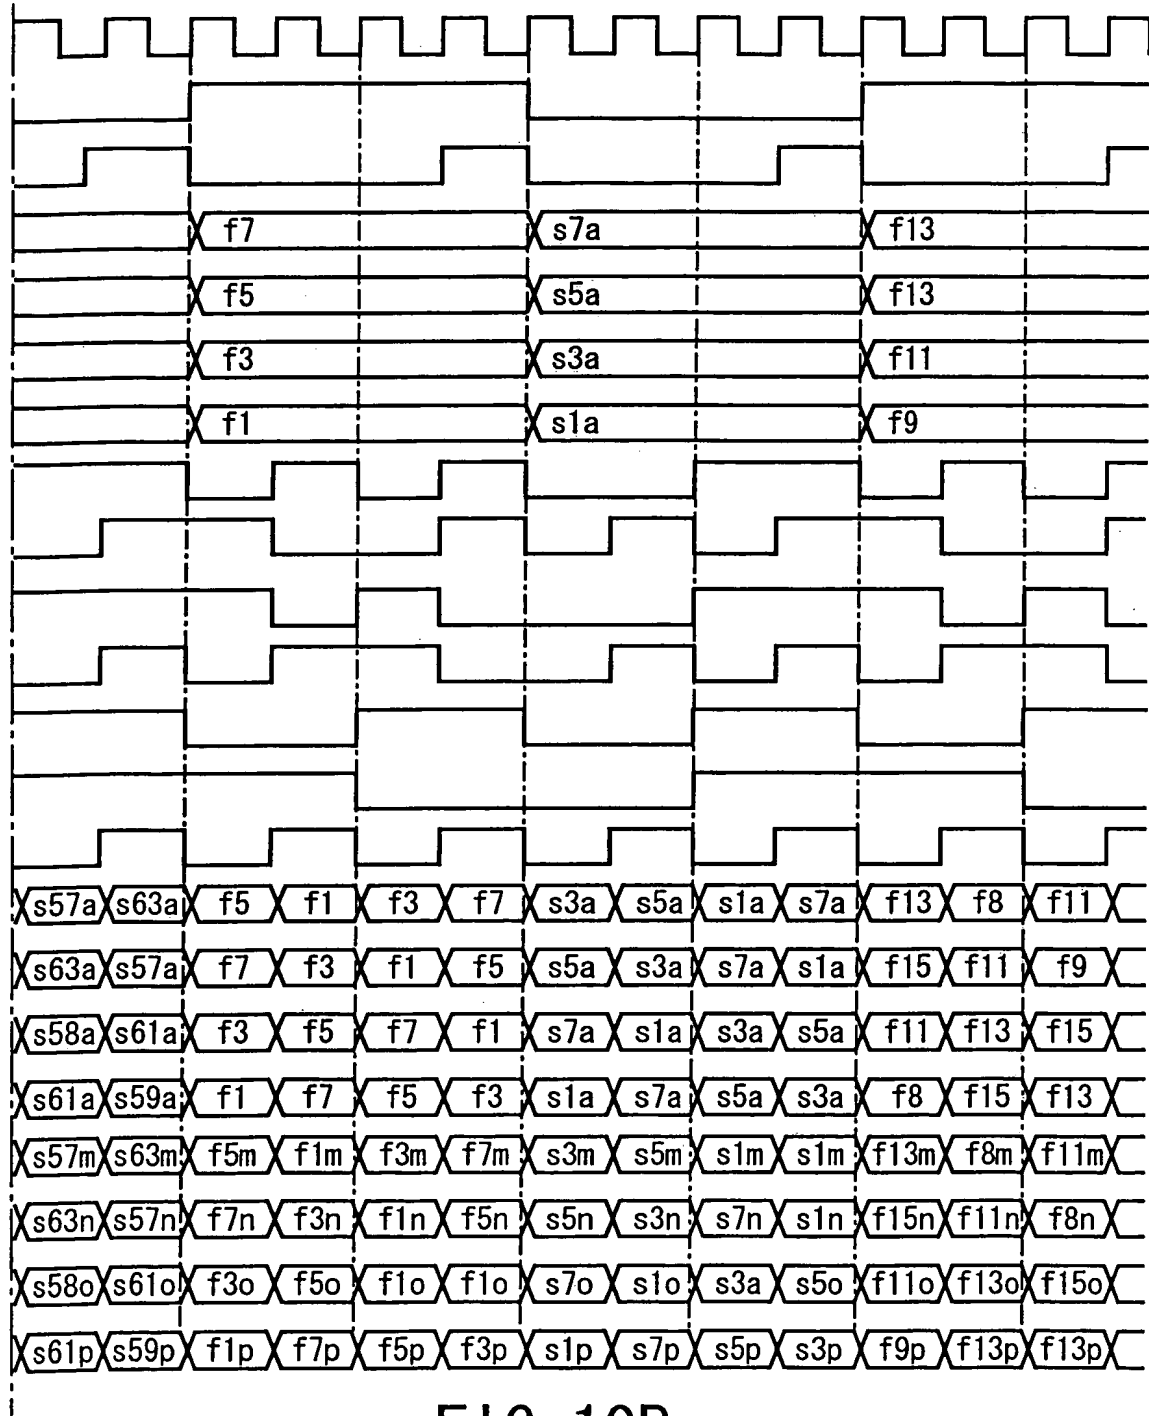 f7 s7a f13
f5 s5a f13
f3 s3a f11
f1 s1a f9
s57a s63a f5 f1 f3 f7 s3a s5a s1a s7a f13 f8 f11
s63a s57a f7 f3 f1 f5 s5a s3a s7a s1a f15 f11 f9
s58a s61a f3 f5 f7 f1 s7a s1a s3a s5a f11 f13 f15
s61a s59a f1 f7 f5 f3 s1a s7a s5a s3a f8 f15 f13
s57m s63m f5m f1m f3m f7m s3m s5m s1m s1m f13m f8m f11m
s63n s57n f7n f3n f1n f5n s5n s3n s7n s1n f15n f11n f8n
s58o s61o f3o f5o f1o f1o s7o s1o s3a s5o f11o f13o f15o
s61p s59p f1p f7p f5p f3p s1p s7p s5p s3p f9p f13p f13p